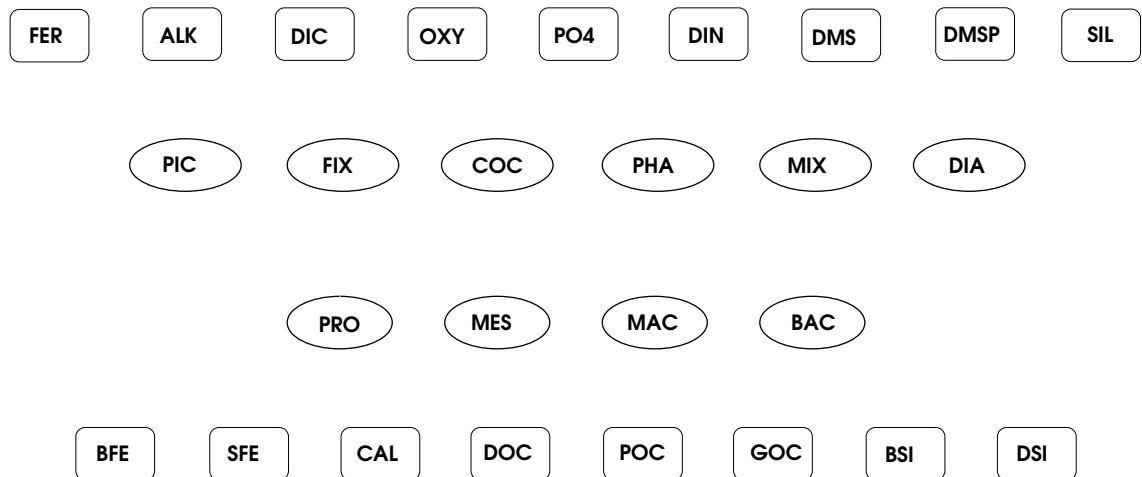 FER ALK DIC OXY PO4 DIN DMS DMSP SIL
PIC FIX COC PHA MIX DIA
PRO MES MAC BAC
BFE SFE CAL DOC POC GOC BSI DSI